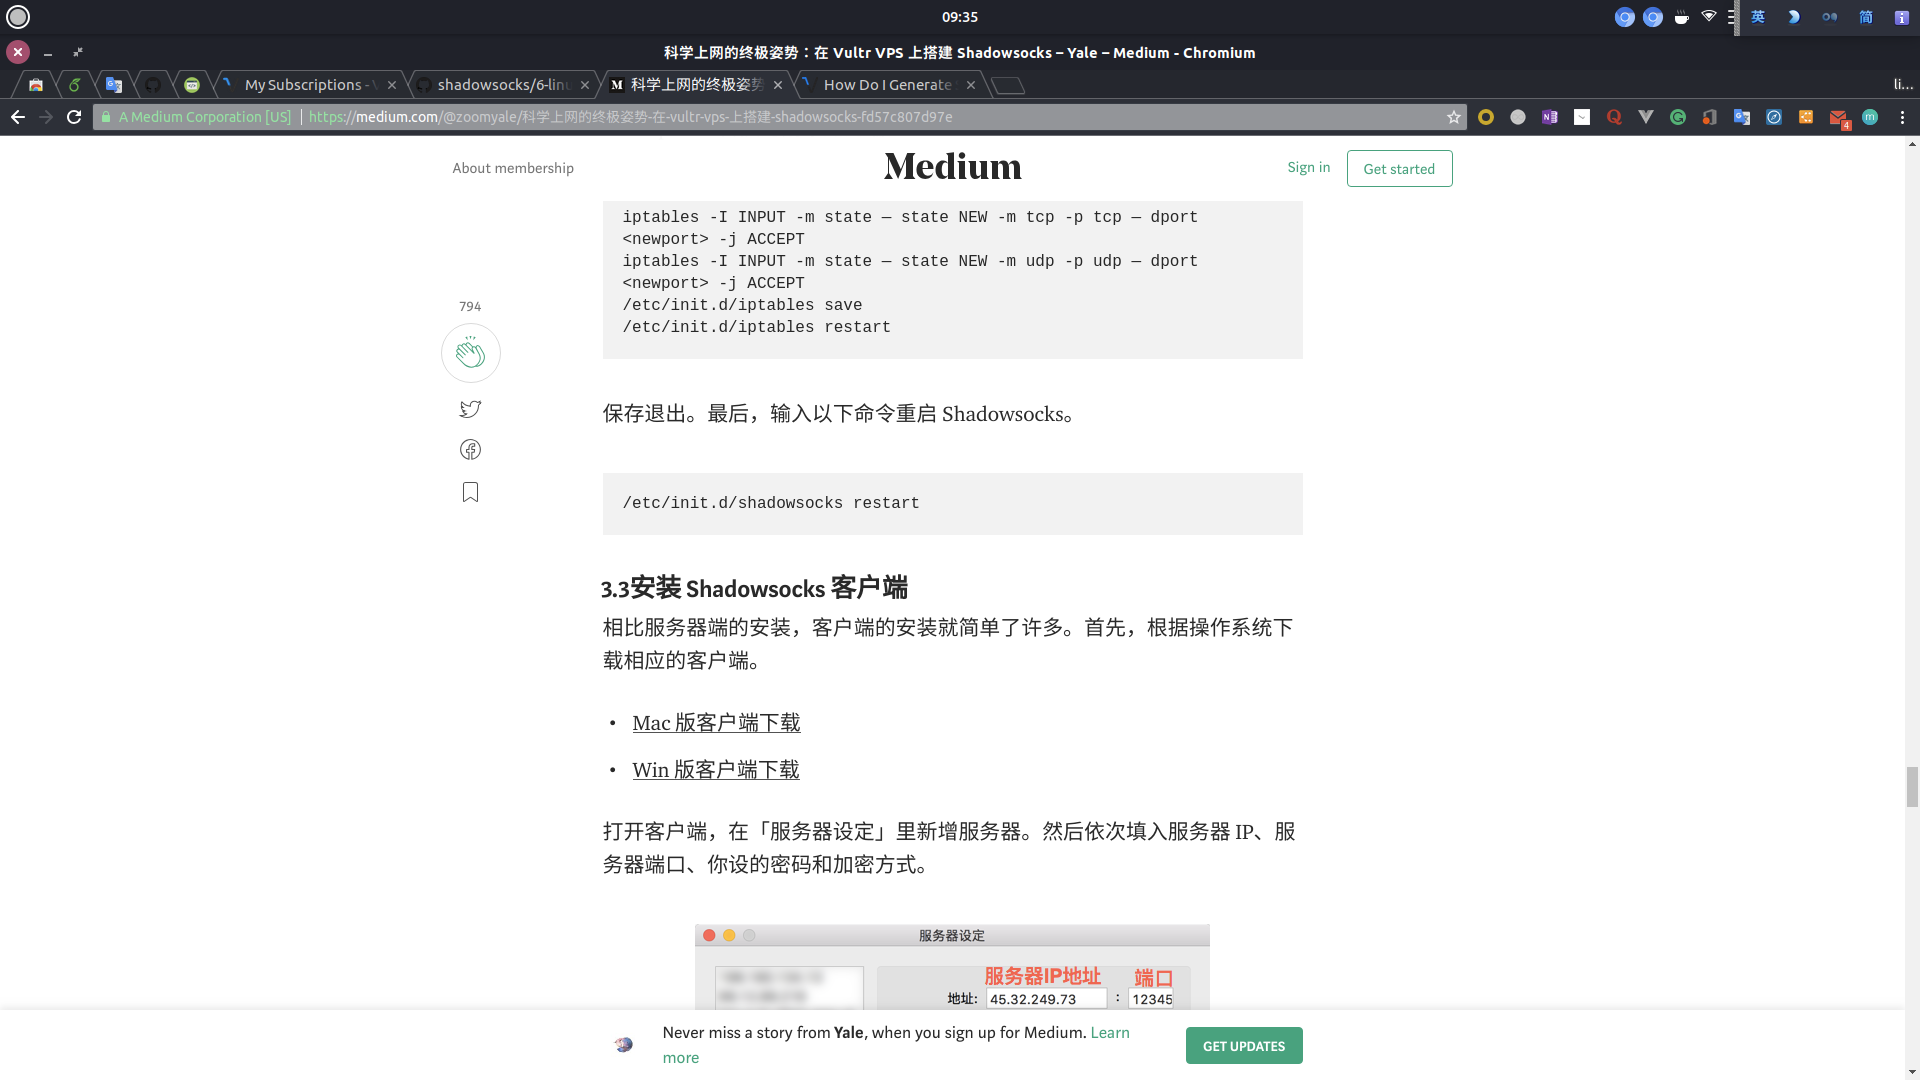 09:35
英
简
科学上网的终极姿势：在 Vultr VPS 上搭建 Shadowsocks – Yale – Medium - Chromium
My Subscriptions -
shadowsocks/6-linu
科学上网的终极姿势
How Do I Generate
li...
A Medium Corporation [US]
https://medium.com/@zoomyale/科学上网的终极姿势-在-vultr-vps-上搭建-shadowsocks-fd57c807d97e
4
About membership
Medium
Sign in
Get started
iptables -I INPUT -m state — state NEW -m tcp -p tcp — dport
<newport> -j ACCEPT
iptables -I INPUT -m state — state NEW -m udp -p udp — dport
<newport> -j ACCEPT
/etc/init.d/iptables save
/etc/init.d/iptables restart
794
保存退出。最后，输入以下命令重启 Shadowsocks。
/etc/init.d/shadowsocks restart
3.3安装 Shadowsocks 客户端
相比服务器端的安装，客户端的安装就简单了许多。首先，根据操作系统下
载相应的客户端。
• Mac 版客户端下载
• Win 版客户端下载
打开客户端，在「服务器设定」里新增服务器。然后依次填入服务器 IP、服
务器端口、你设的密码和加密方式。
服务器设定
服务器IP地址
端口
地址:
45.32.249.73
:
12345
Never miss a story from Yale, when you sign up for Medium. Learn
more
GET UPDATES